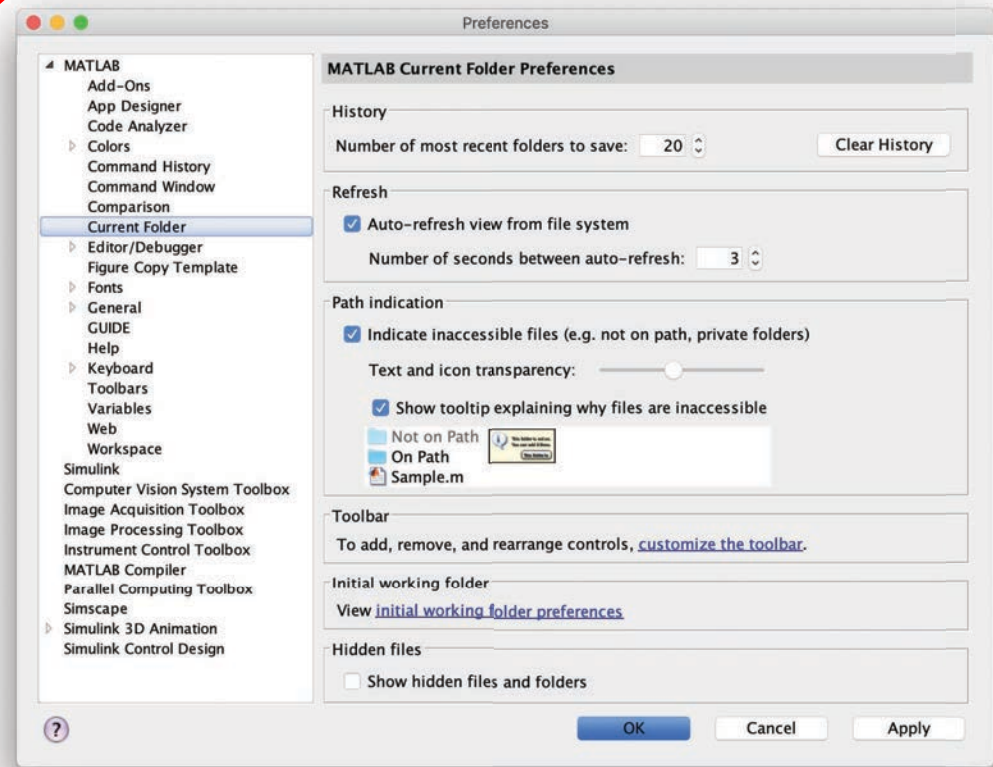 Preferences
MATLAB
Add-Ons
App Designer
Code Analyzer
Colors
Command History
Command Window
Comparison
Current Folder
Editor/Debugger
Figure Copy Template
Fonts
General
GUIDE
Help
Keyboard
Toolbars
Variables
Web
Workspace
Simulink
Computer Vision System Toolbox
Image Acquisition Toolbox
Image Processing Toolbox
Instrument Control Toolbox
MATLAB Compiler
Parallel Computing Toolbox
Simscape
Simulink 3D Animation
Simulink Control Design
MATLAB Current Folder Preferences
History
Number of most recent folders to save: 20 Clear History
Refresh
Auto-refresh view from file system
Number of seconds between auto-refresh: 3
Path indication
Indicate inaccessible files (e.g. not on path, private folders)
Text and icon transparency:
Show tooltip explaining why files are inaccessible
Not on Path
On Path
Sample.m
Toolbar
To add, remove, and rearrange controls, customize the toolbar.
Initial working folder
View initial working folder preferences
Hidden files
Show hidden files and folders
? OK Cancel Apply